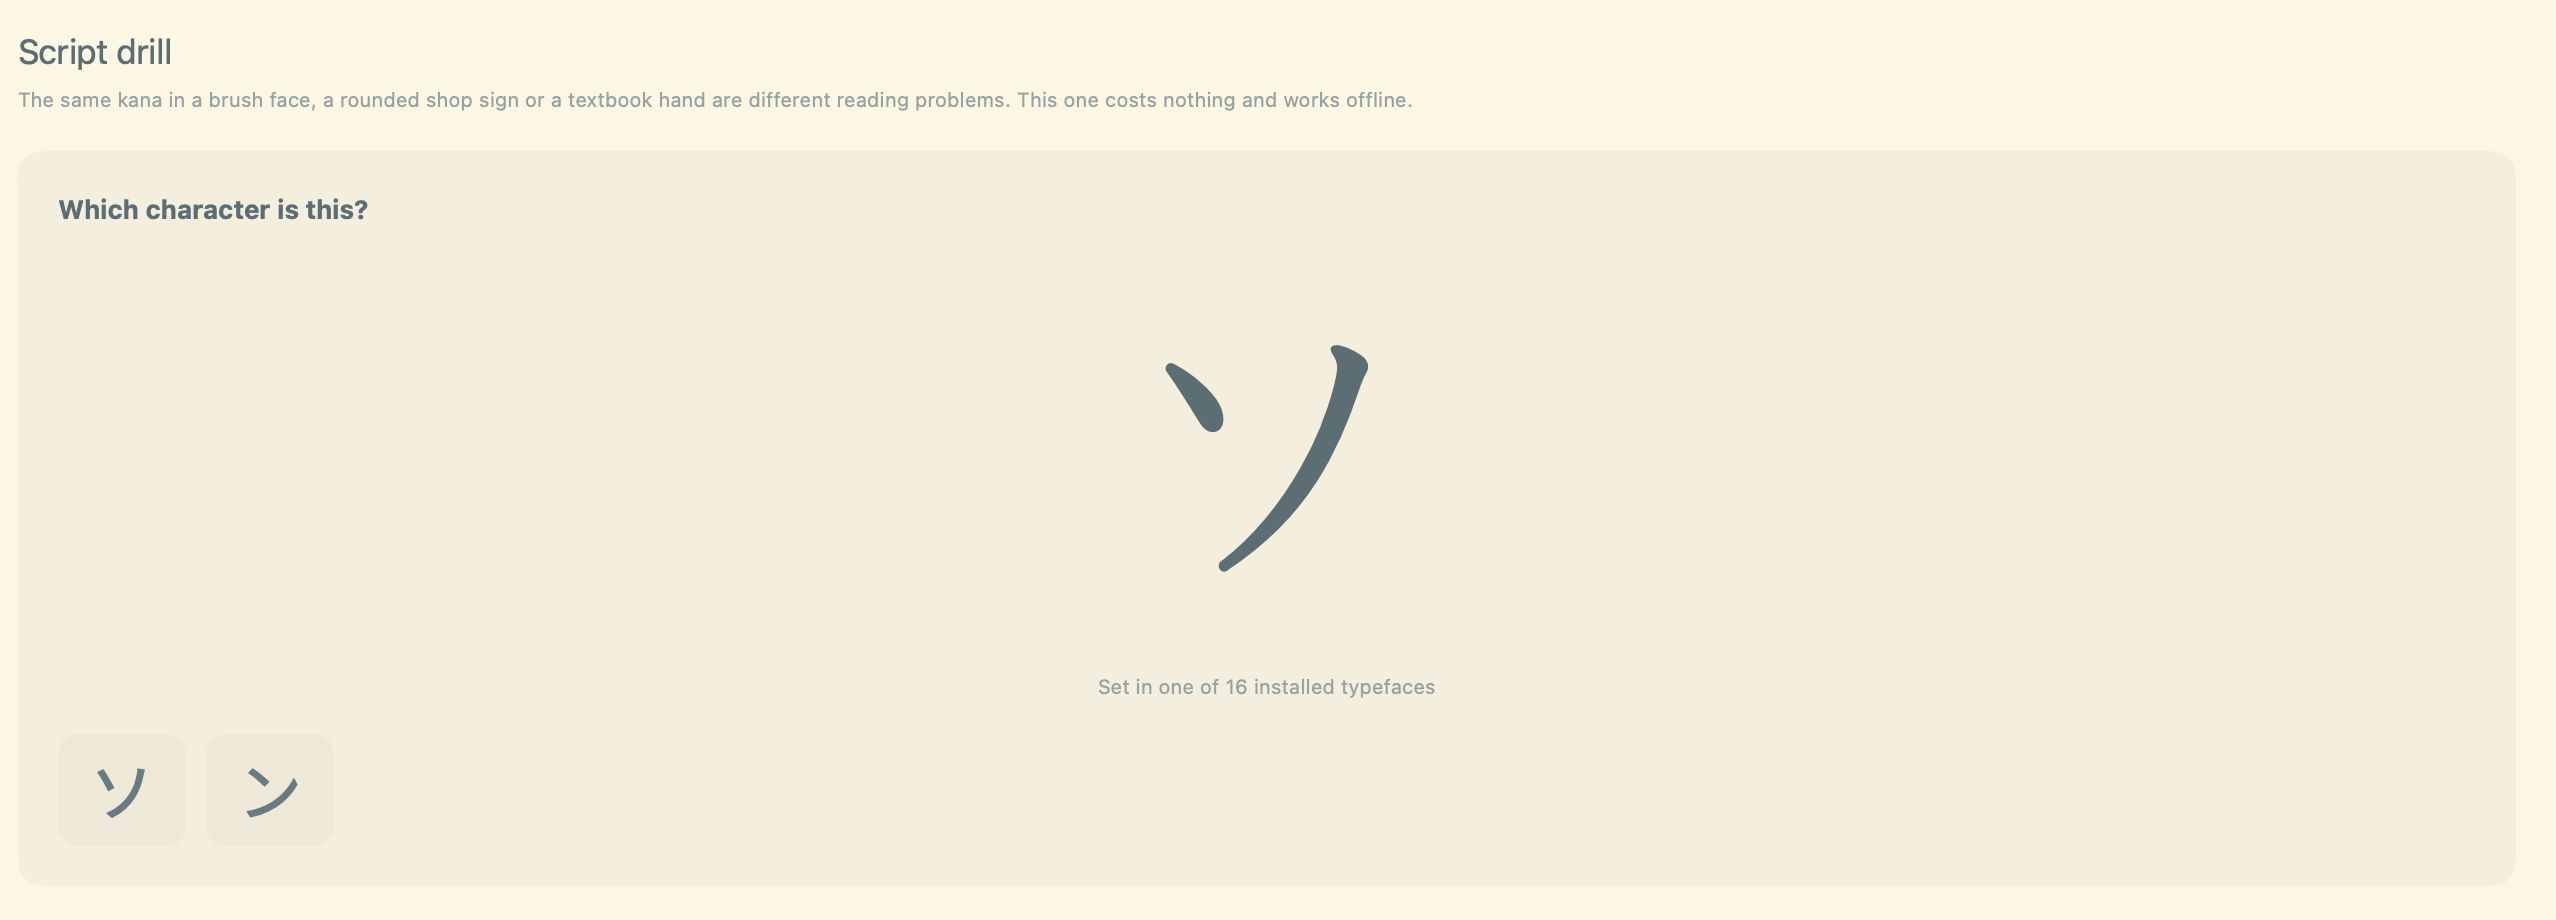 Script drill
The same kana in a brush face, a rounded shop sign or a textbook hand are different reading problems. This one costs nothing and works offline.
Which character is this?
ソ
Set in one of 16 installed typefaces
ソ ン